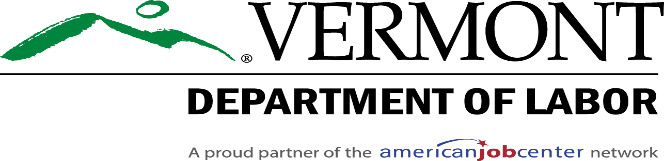 ® VERMONT
DEPARTMENT OF LABOR
A proud partner of the americanjobcenter network